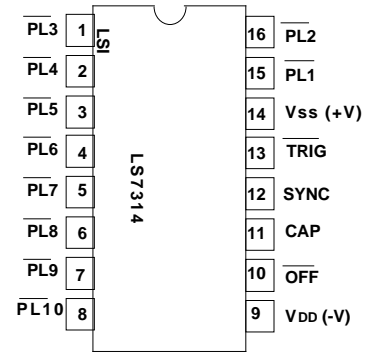 PL3 1 LSI 16 PL2
PL4 2 15 PL1
PL5 3 14 Vss (+V)
PL6 4 13 TRIG
PL7 5 LS7314 12 SYNC
PL8 6 11 CAP
PL9 7 10 OFF
PL10 8 9 VDD (-V)